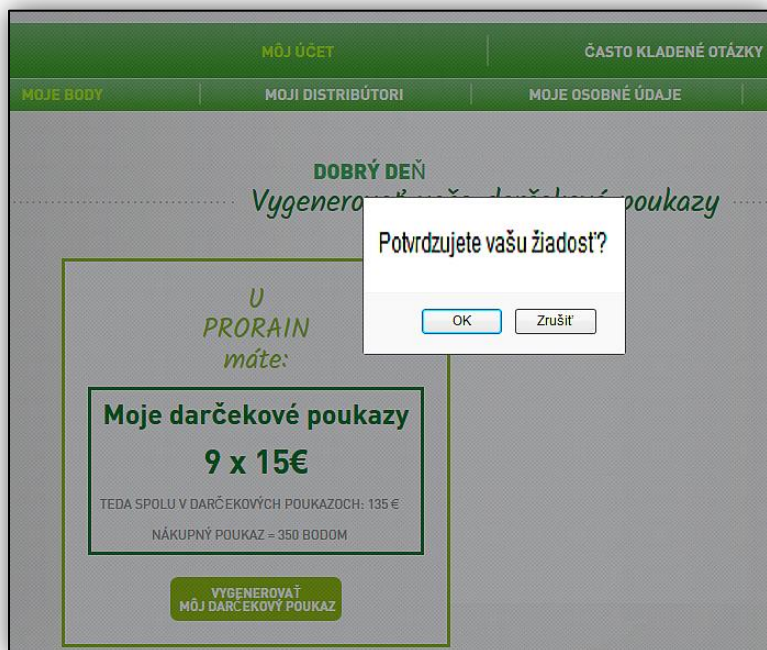 MÔJ ÚČET
ČASTO KLADENÉ OTÁZKY
MOJE BODY
MOJI DISTRIBÚTORI
MOJE OSOBNÉ ÚDAJE
DOBRÝ DEŇ
poukazy
Potvrdzujete vašu žiadosť?
OK
Zrušiť
U
PRORAIN
máte:
Moje darčekové poukazy
9 x 15€
TEDA SPOLU V DARČEKOVÝCH POUKAZOCH: 135 €
NÁKUPNÝ POUKAZ = 350 BODOM
VYGENEROVAŤ
MÔJ DARČEKOVÝ POUKAZ